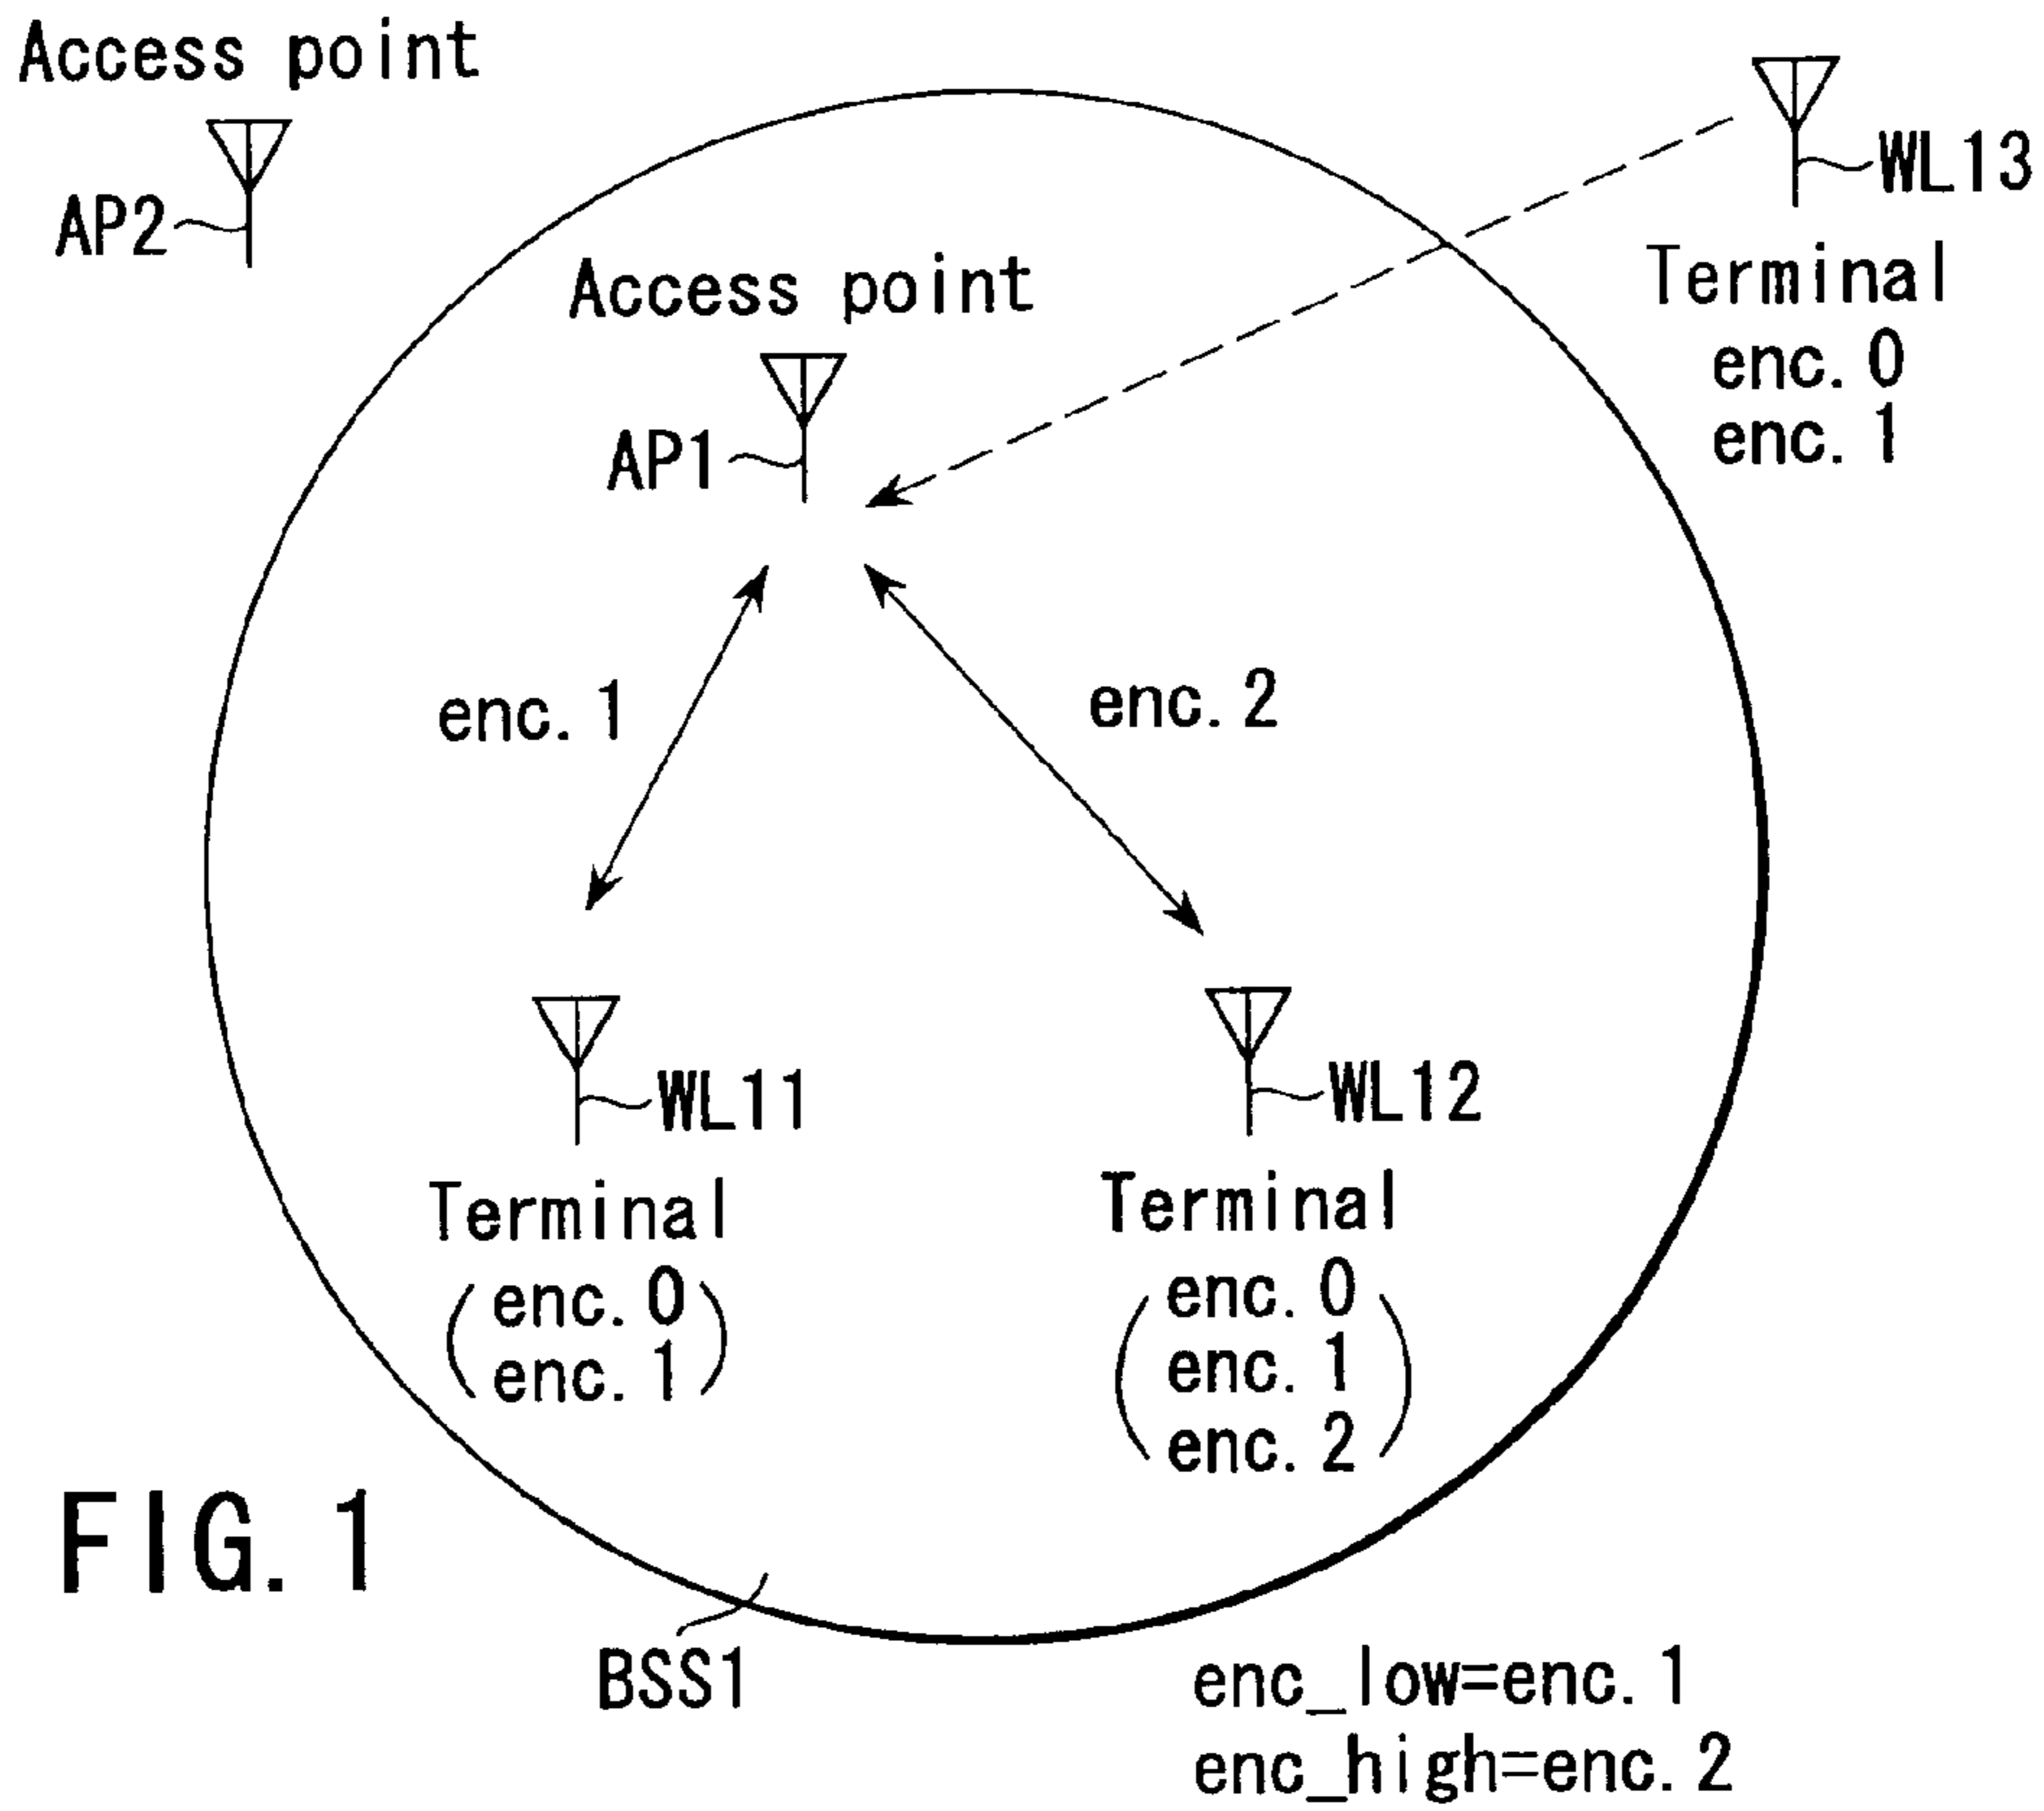 Access point
AP2
WL13
Terminal
enc. 0
enc. 1
Access point
AP1
enc. 1
enc. 2
WL11
Terminal
enc. 0
enc. 1
WL12
Terminal
enc. 0
enc. 1
enc. 2
FIG. 1
BSS1
enc_low=enc. 1
enc_high=enc. 2